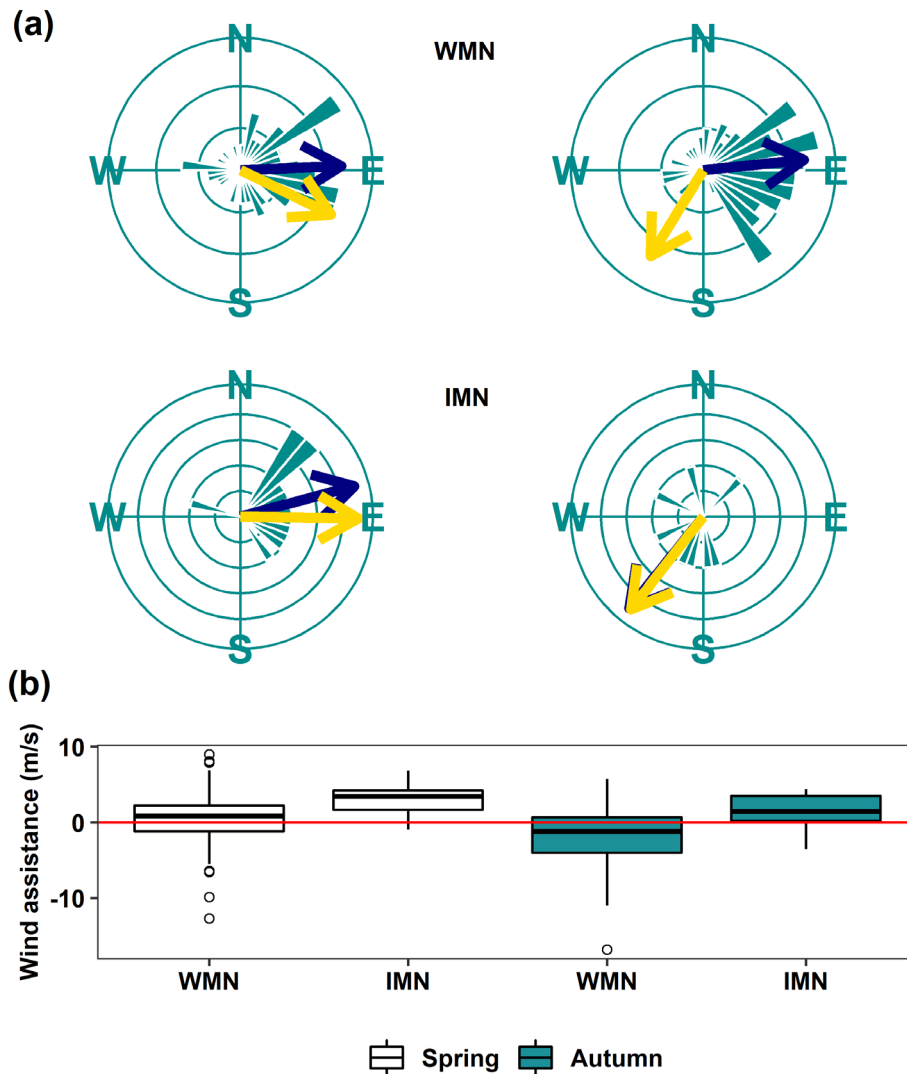 (a)
WMN
N
W
E
S
N
W
E
S
IMN
N
W
E
S
N
W
E
S
(b)
Wind assistance (m/s)
10
0
-10
WMN
IMN
WMN
IMN
Spring
Autumn